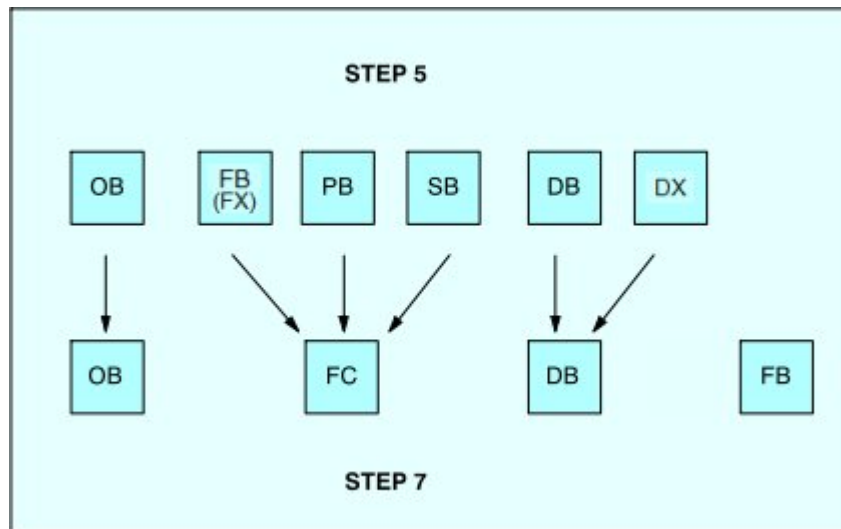 STEP 5
OB FB PB SB DB DX
(FX)
OB FC DB FB
STEP 7